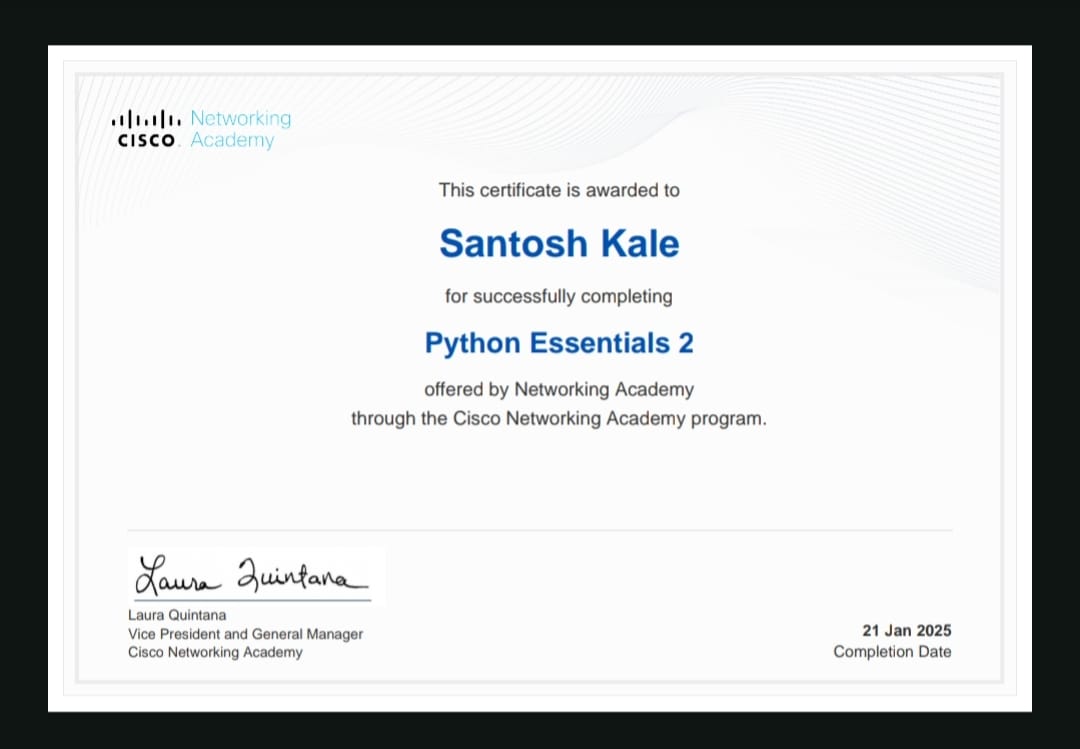 Networking
CISCO Academy
This certificate is awarded to
Santosh Kale
for successfully completing
Python Essentials 2
offered by Networking Academy
through the Cisco Networking Academy program.
Laura Quintana
Laura Quintana
Vice President and General Manager
Cisco Networking Academy
21 Jan 2025
Completion Date